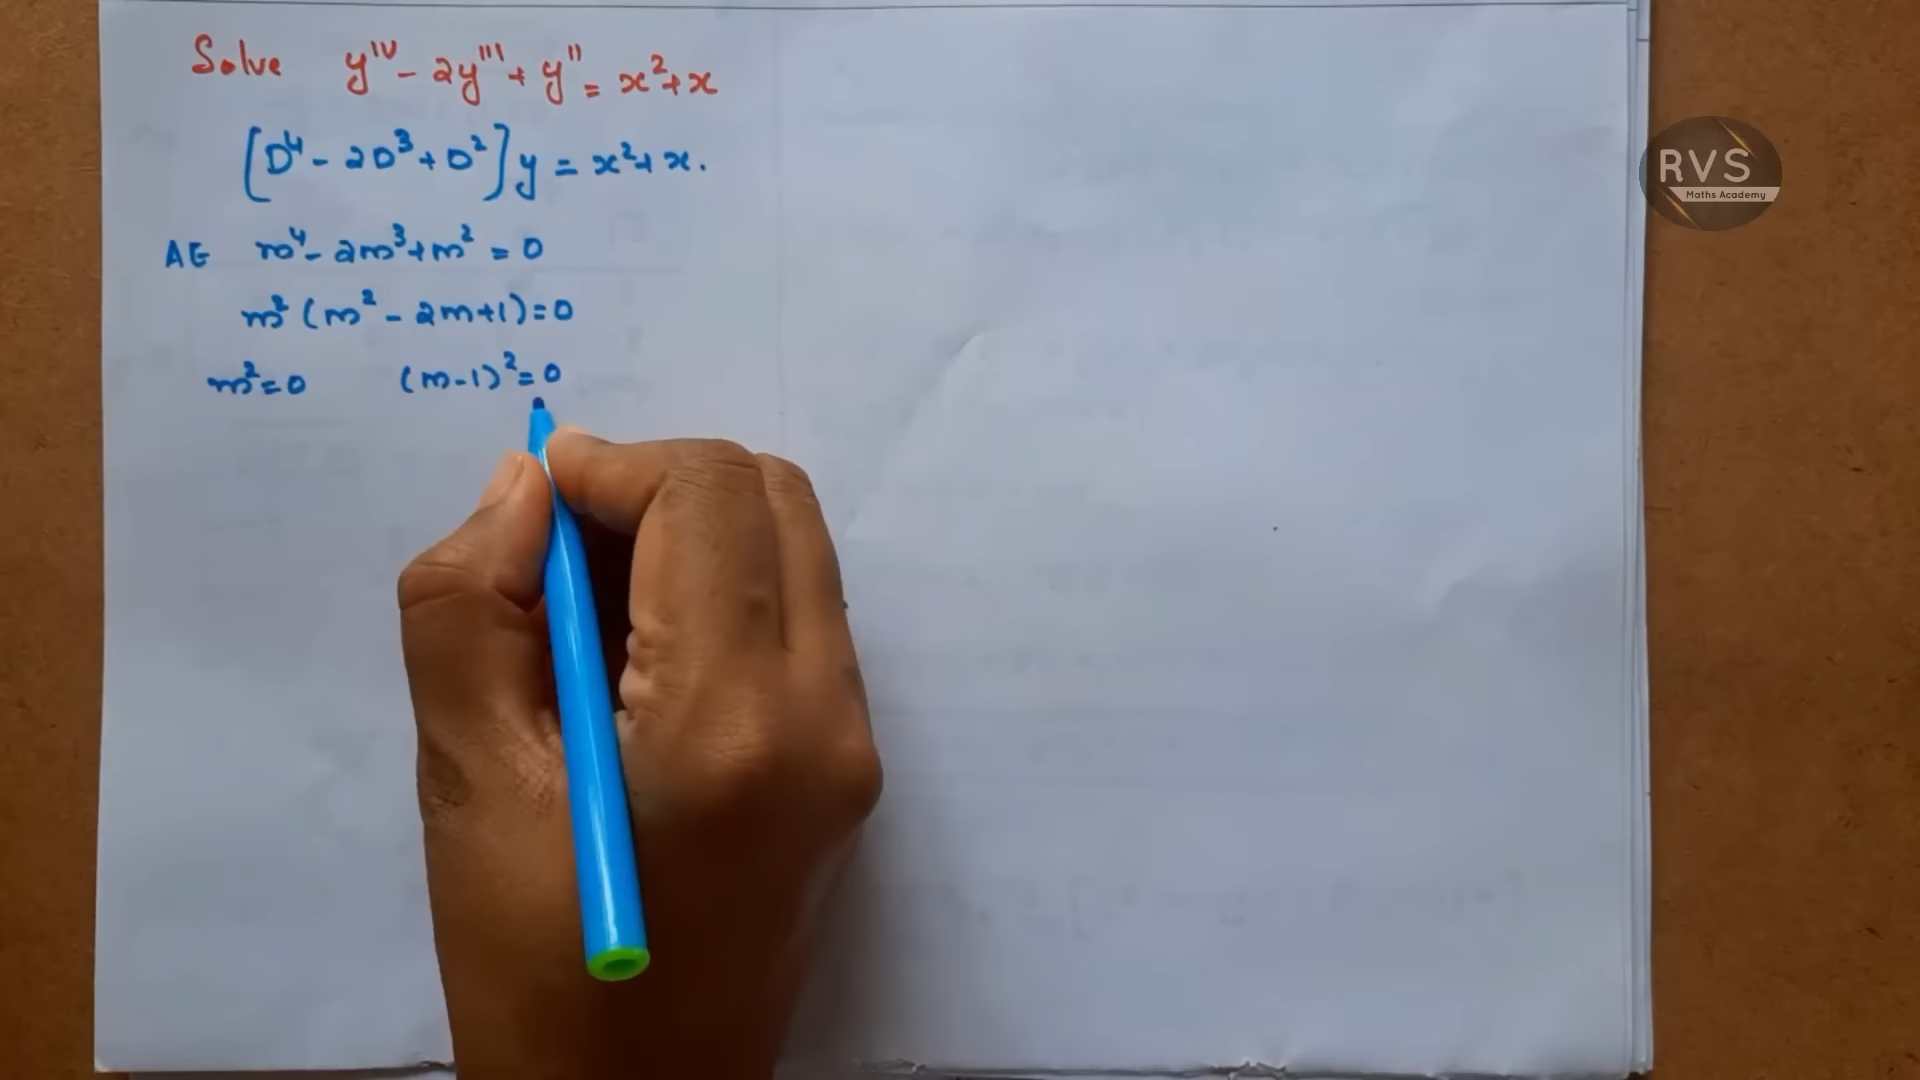 Solve y'ᵛ - 2y''' + y'' = x² + x
[D⁴ - 2D³ + D²] y = x² + x.
AE m⁴ - 2m³ + m² = 0
m² (m² - 2m + 1) = 0
m² = 0 (m - 1)² = 0
RVS
Maths Academy